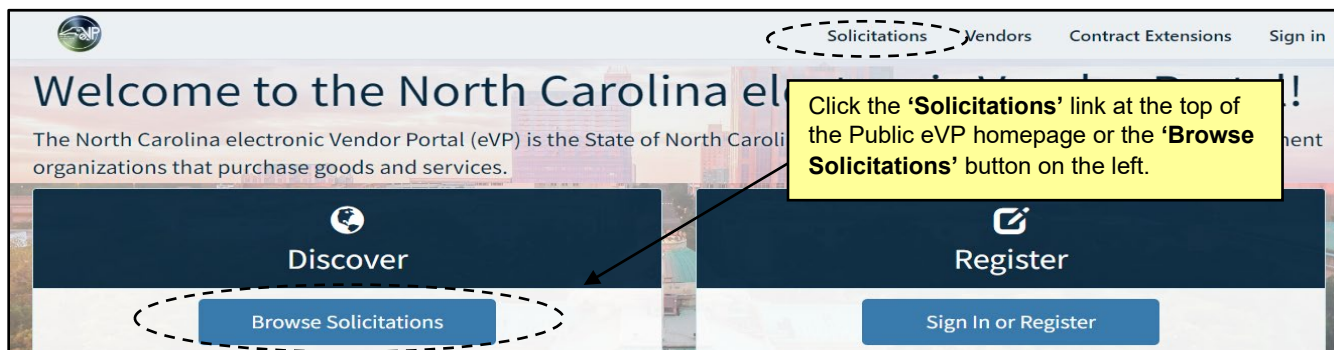 eVP
Solicitations Vendors Contract Extensions Sign in
Welcome to the North Carolina el !
Click the ‘Solicitations’ link at the top of
the Public eVP homepage or the ‘Browse
Solicitations’ button on the left.
The North Carolina electronic Vendor Portal (eVP) is the State of North Caroli
organizations that purchase goods and services.
Discover
Register
Browse Solicitations
Sign In or Register